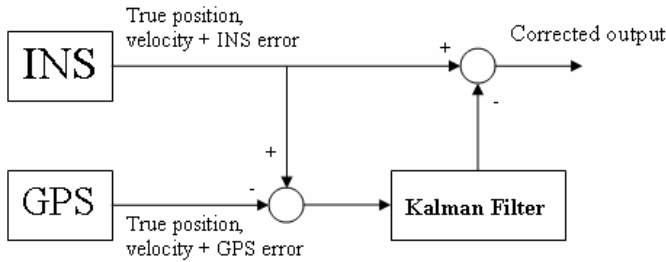 True position,
velocity + INS error
INS
+
Corrected output
-
+
-
GPS
Kalman Filter
True position,
velocity + GPS error